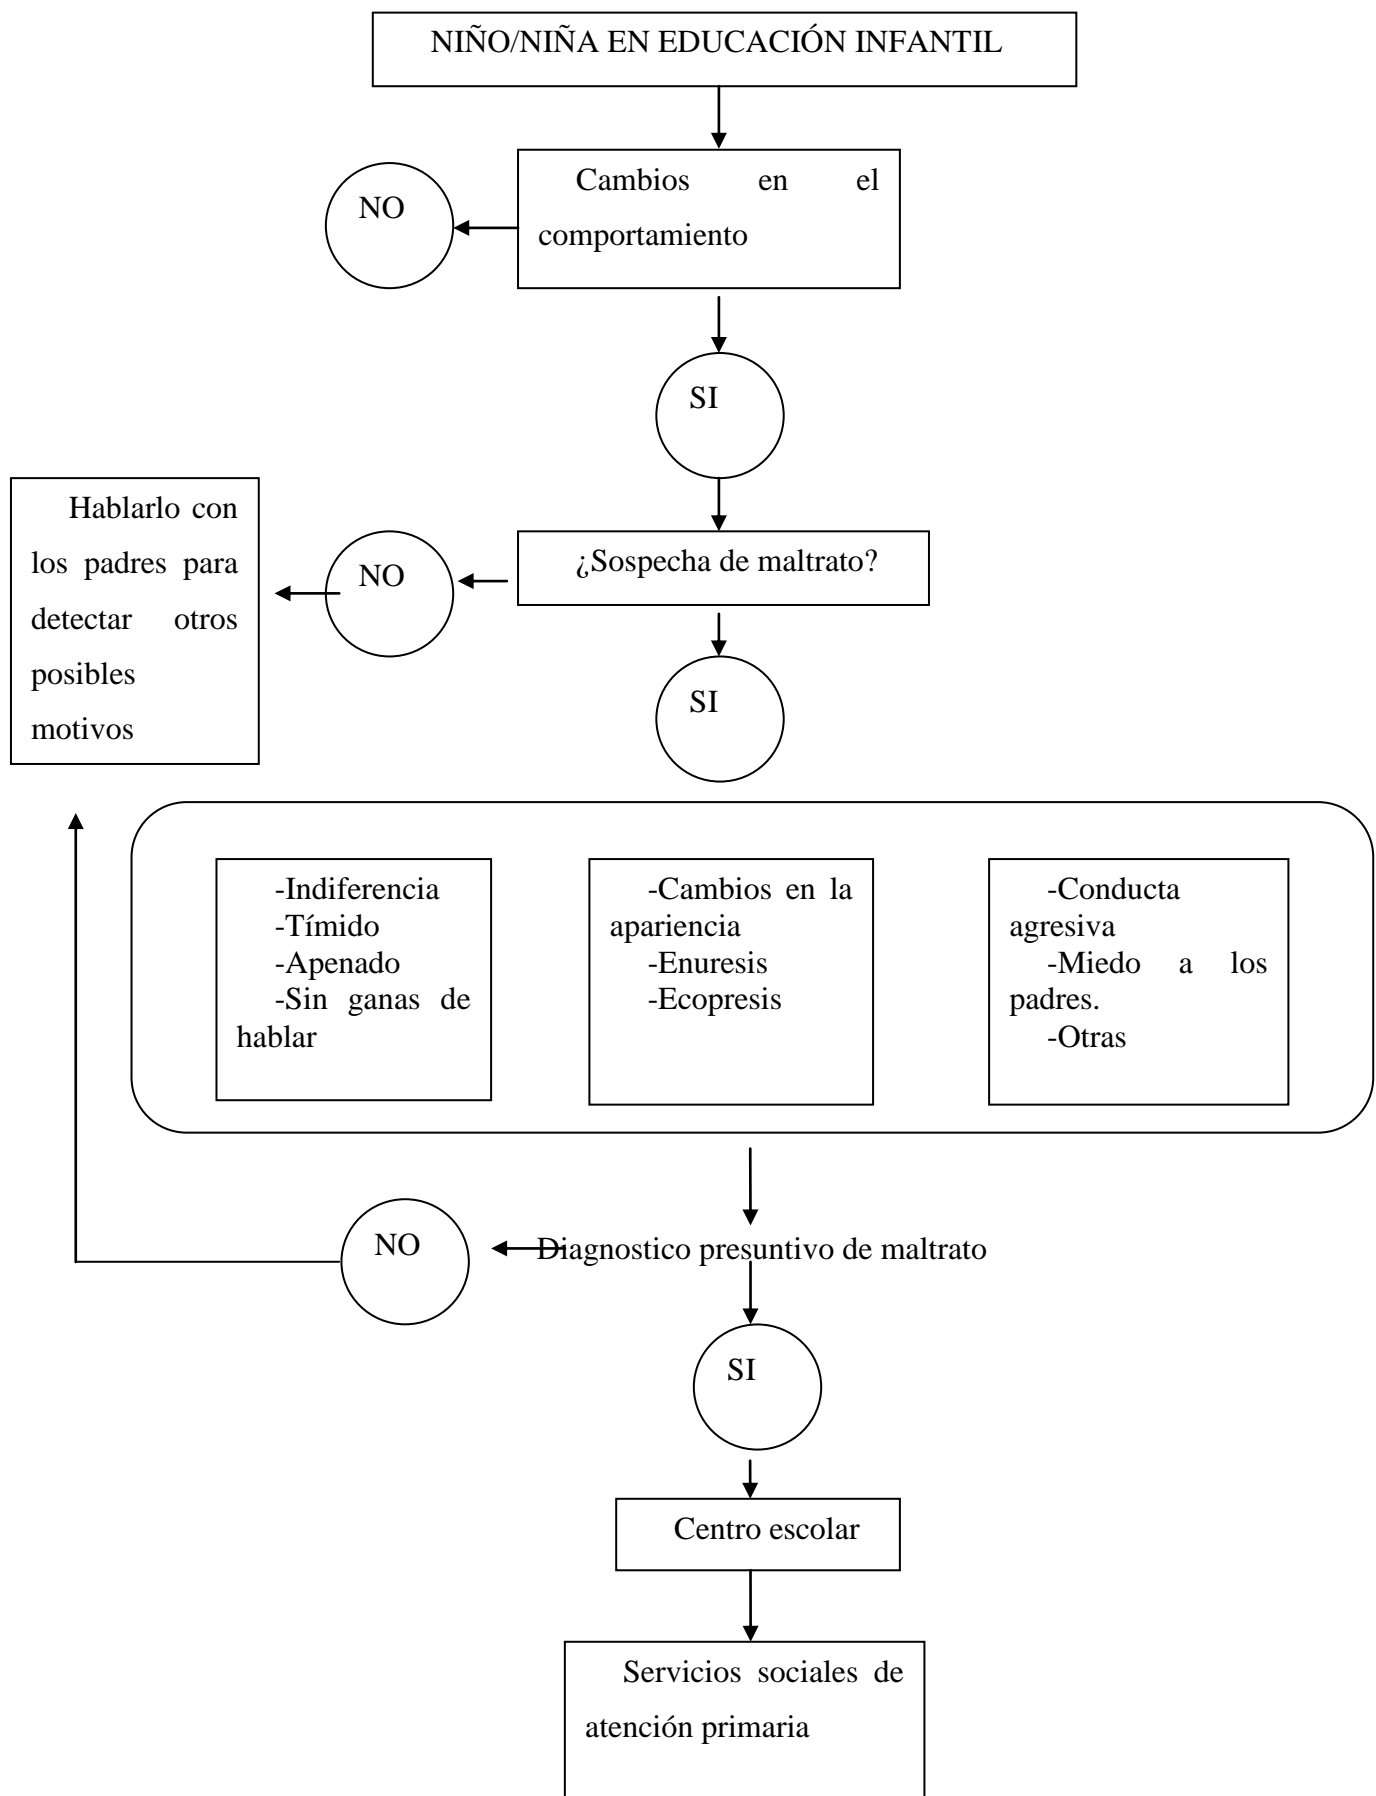 NIÑO/NIÑA EN EDUCACIÓN INFANTIL
Cambios en el
comportamiento
NO
SI
Hablarlo con
los padres para
detectar otros
posibles
motivos
NO
¿Sospecha de maltrato?
SI
-Indiferencia
-Tímido
-Apenado
-Sin ganas de
hablar
-Cambios en la
apariencia
-Enuresis
-Ecopresis
-Conducta
agresiva
-Miedo a los
padres.
-Otras
NO
Diagnostico presuntivo de maltrato
SI
Centro escolar
Servicios sociales de
atención primaria